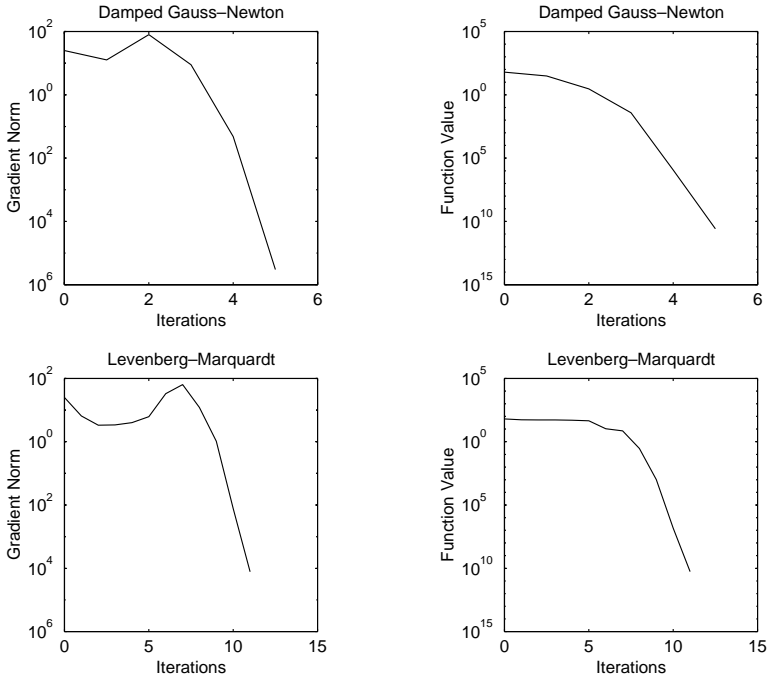 Damped Gauss–Newton
10^2
10^0
10^2
10^4
10^6
Gradient Norm
0 2 4 6
Iterations
Damped Gauss–Newton
10^5
10^0
10^5
10^10
10^15
Function Value
0 2 4 6
Iterations
Levenberg–Marquardt
10^2
10^0
10^2
10^4
10^6
Gradient Norm
0 5 10 15
Iterations
Levenberg–Marquardt
10^5
10^0
10^5
10^10
10^15
Function Value
0 5 10 15
Iterations